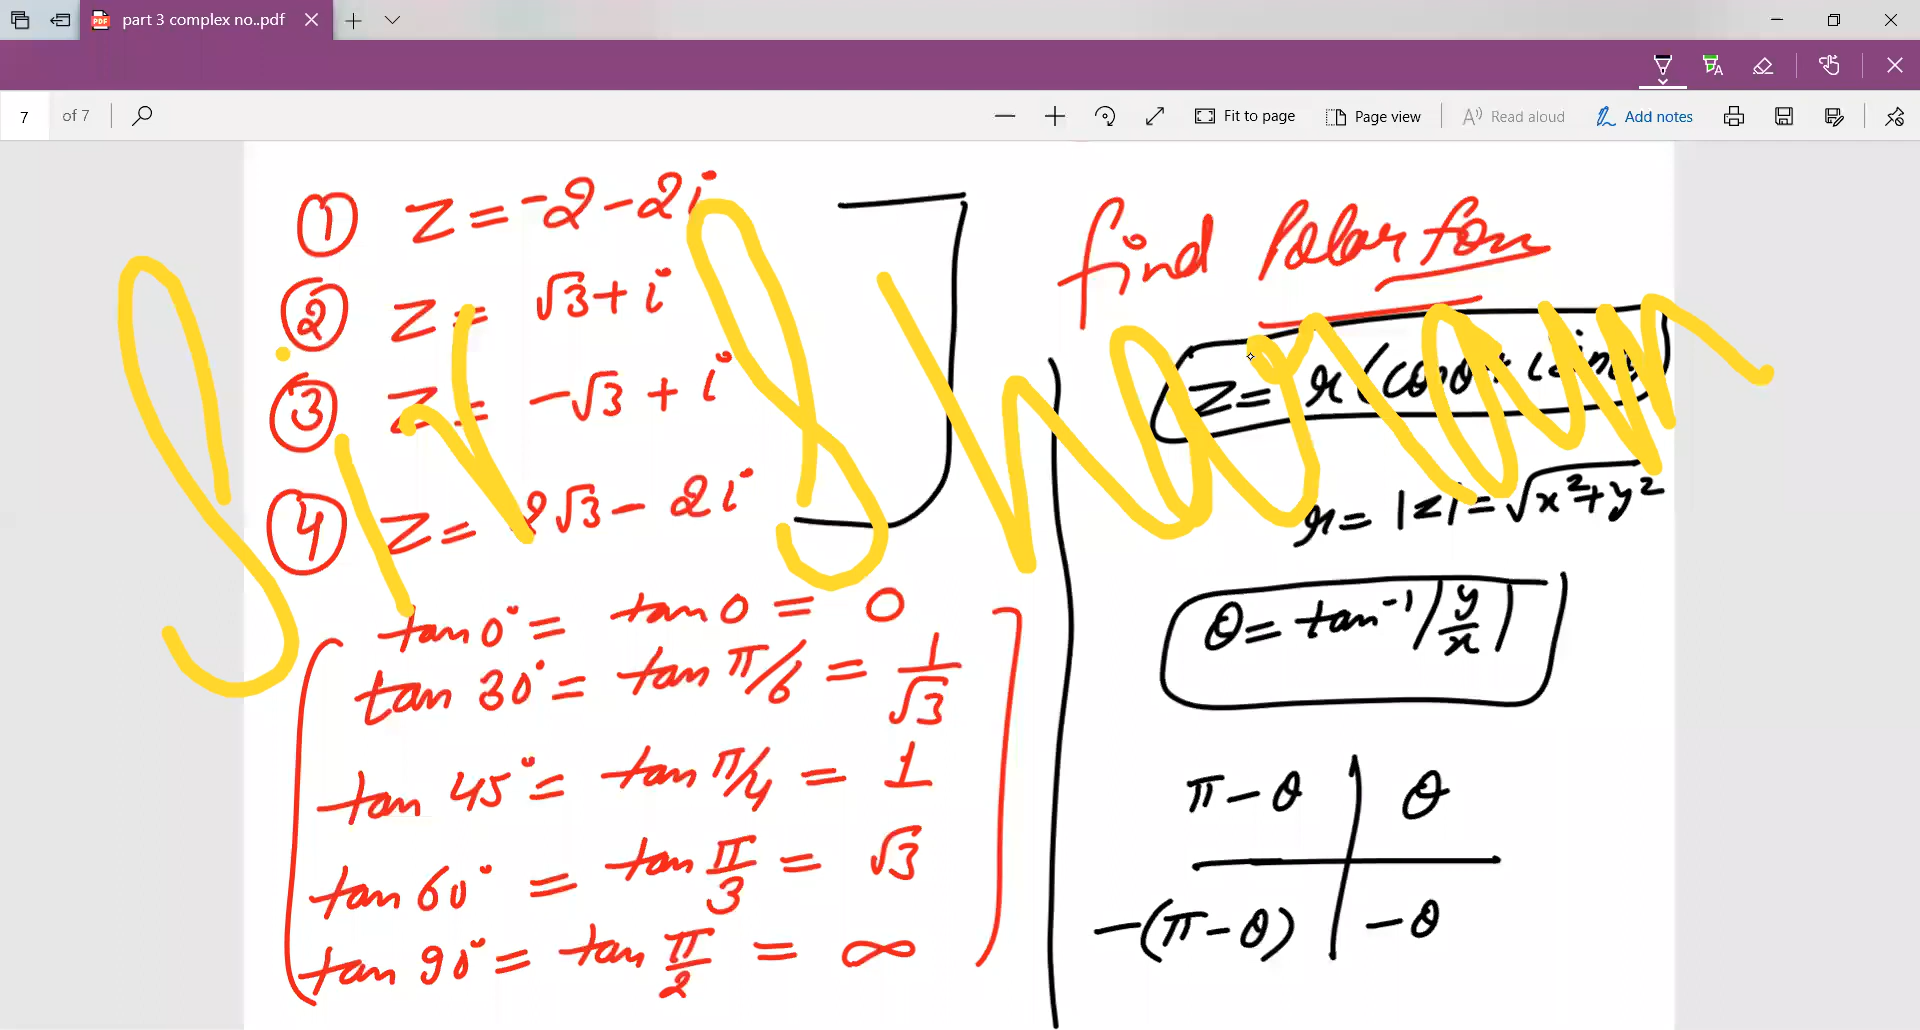 part 3 complex no..pdf
7 of 7
Fit to page
Page view
Read aloud
Add notes
① z = -2 - 2i
② z = √3 + i
③ z = -√3 + i
④ z = 2√3 - 2i
tan 0° = tan 0 = 0
tan 30° = tan π/6 = 1/√3
tan 45° = tan π/4 = 1
tan 60° = tan π/3 = √3
tan 90° = tan π/2 = ∞
find Polar form
z = r(cosθ + i sinθ)
r = |z| = √x²+y²
θ = tan⁻¹|y/x|
π-θ θ
-(π-θ) -θ
Sir